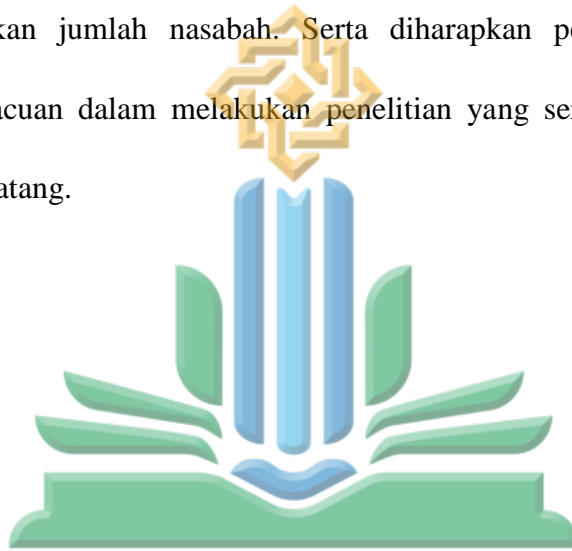 kan jumlah nasabah. Serta diharapkan pe
acuan dalam melakukan penelitian yang se
atang.